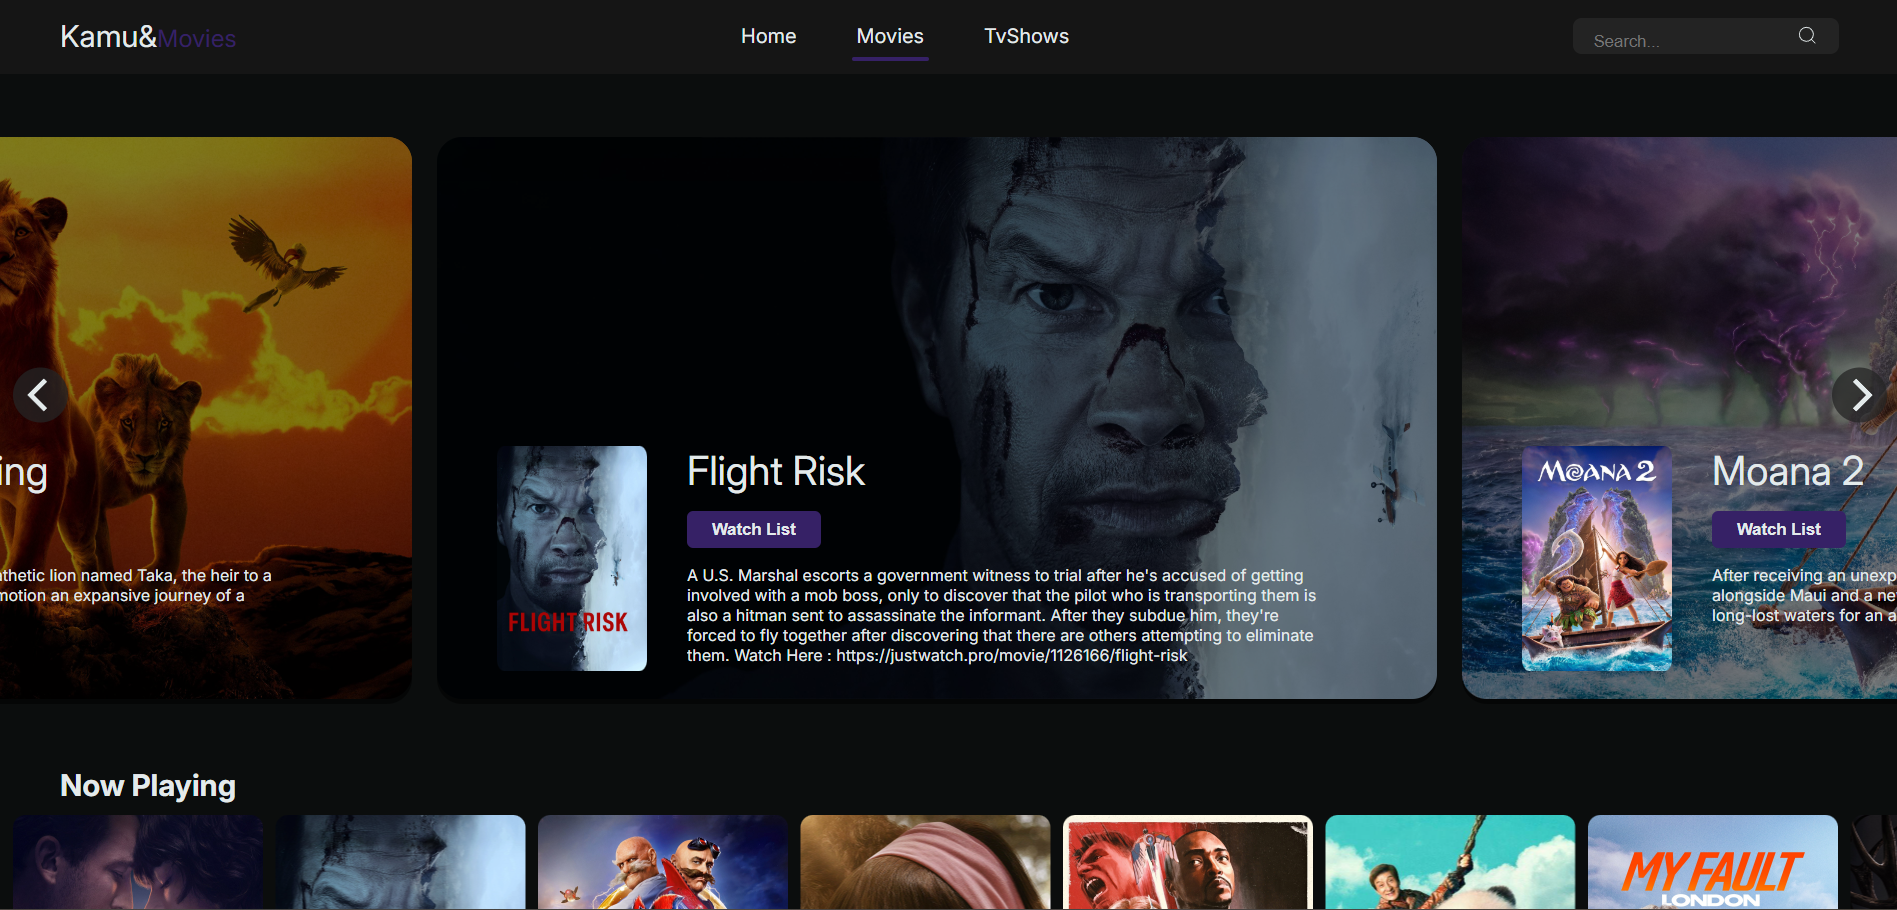 Kamu&Movies
Home
Movies
TvShows
Search...
ing
thetic lion named Taka, the heir to a
motion an expansive journey of a
FLIGHT RISK
Flight Risk
Watch List
A U.S. Marshal escorts a government witness to trial after he's accused of getting
involved with a mob boss, only to discover that the pilot who is transporting them is
also a hitman sent to assassinate the informant. After they subdue him, they're
forced to fly together after discovering that there are others attempting to eliminate
them. Watch Here : https://justwatch.pro/movie/1126166/flight-risk
MOANA 2
Moana 2
Watch List
After receiving an unexp
alongside Maui and a ne
long-lost waters for an a
Now Playing
MY FAULT
LONDON